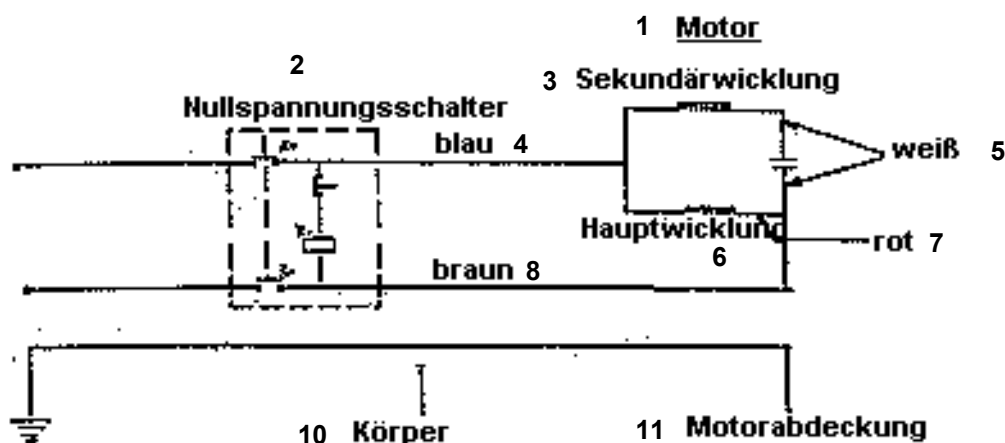 1 Motor
2
3 Sekundärwicklung
Nullspannungsschalter
blau 4
weiß 5
Hauptwicklung
6
rot 7
braun 8
10 Körper
11 Motorabdeckung